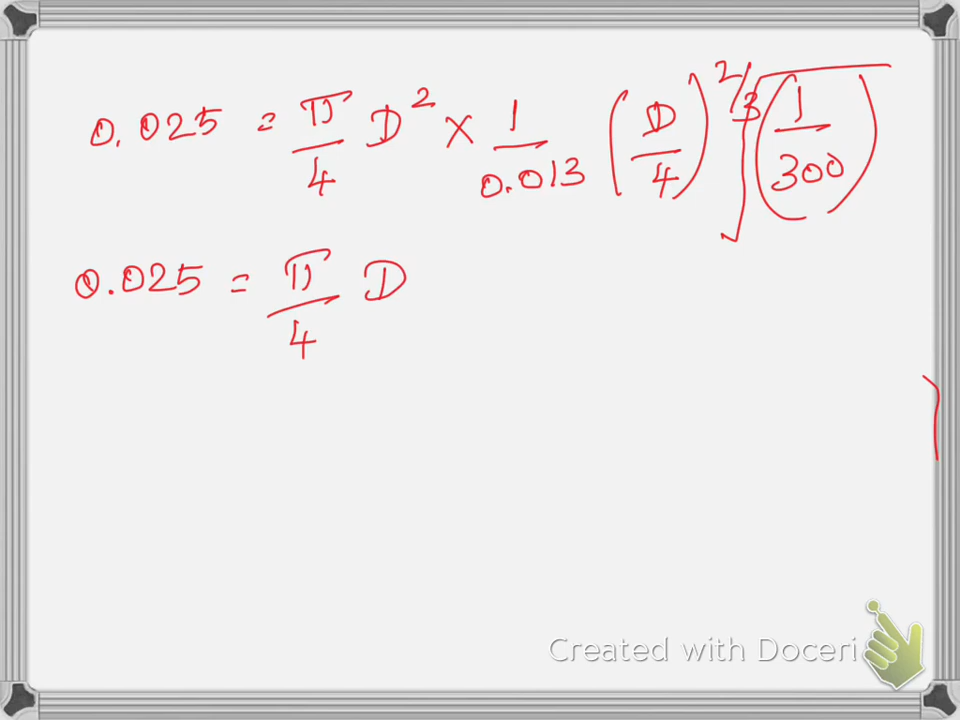 0.025 = π/4 D² × 1/0.013 (D/4)^2/3 √(1/300)
0.025 = π/4 D
Created with Doceri